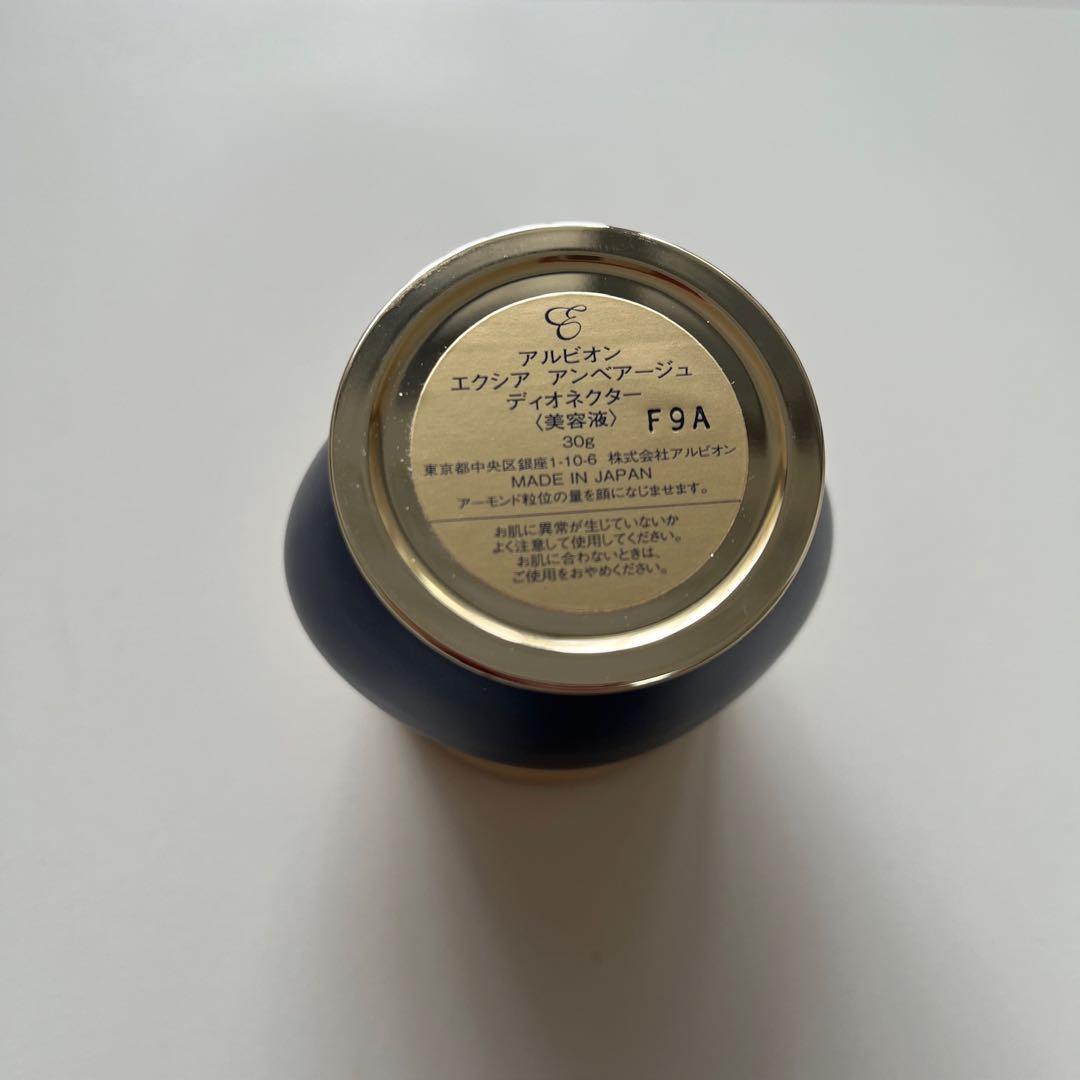 E
アルビオン
エクシア アンベアージュ
ディオネクター
〈美容液〉 F9A
30g
東京都中央区銀座1-10-6 株式会社アルビオン
MADE IN JAPAN
アーモンド粒位の量を顔になじませます。
お肌に異常が生じていないか
よく注意して使用してください。
お肌に合わないときは、
ご使用をおやめください。